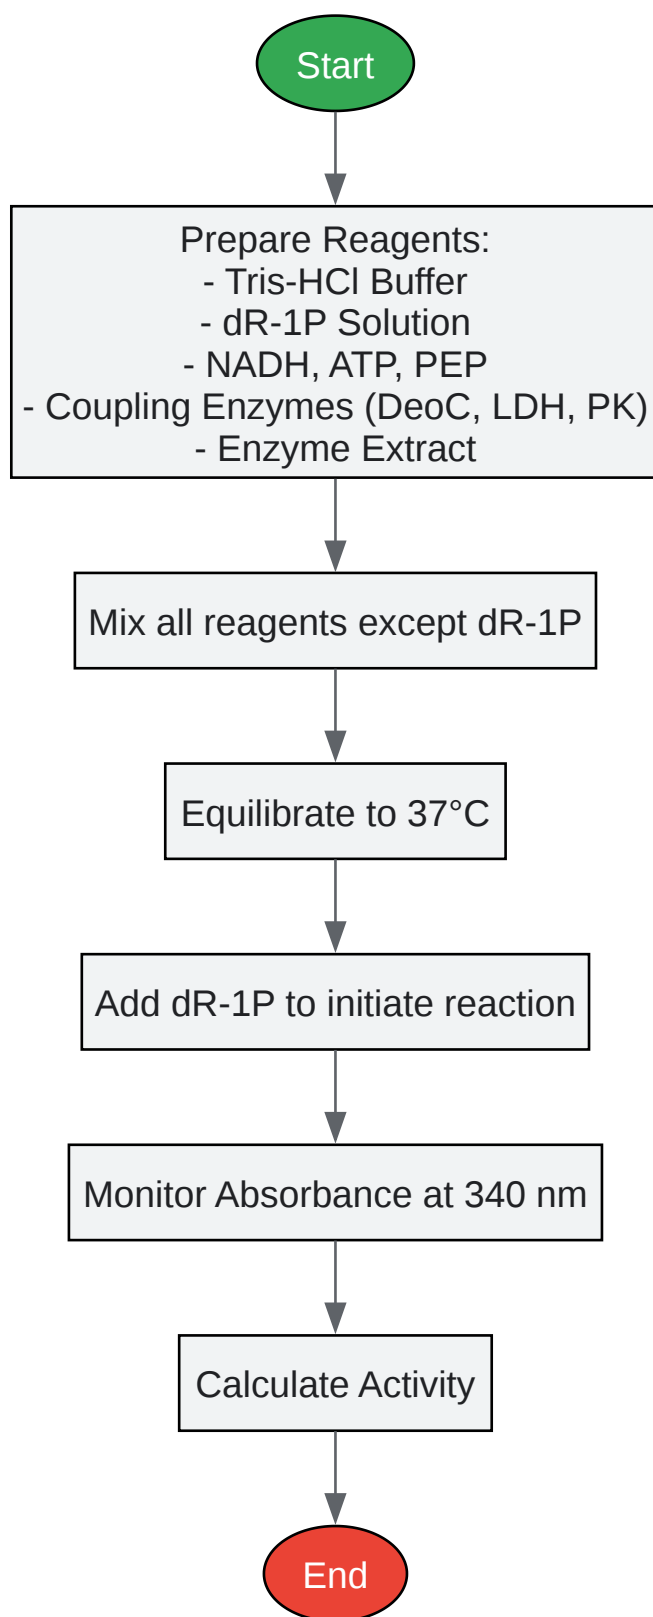 Start
Prepare Reagents:
- Tris-HCl Buffer
- dR-1P Solution
- NADH, ATP, PEP
- Coupling Enzymes (DeoC, LDH, PK)
- Enzyme Extract
Mix all reagents except dR-1P
Equilibrate to 37°C
Add dR-1P to initiate reaction
Monitor Absorbance at 340 nm
Calculate Activity
End